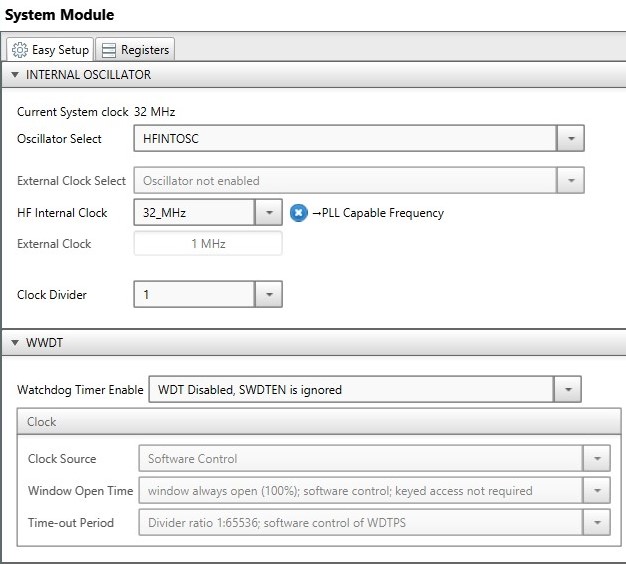 System Module
Easy Setup Registers
INTERNAL OSCILLATOR
Current System clock 32 MHz
Oscillator Select HFINTOSC
External Clock Select Oscillator not enabled
HF Internal Clock 32_MHz →PLL Capable Frequency
External Clock 1 MHz
Clock Divider 1
WWDT
Watchdog Timer Enable WDT Disabled, SWDTEN is ignored
Clock
Clock Source Software Control
Window Open Time window always open (100%); software control; keyed access not required
Time-out Period Divider ratio 1:65536; software control of WDTPS